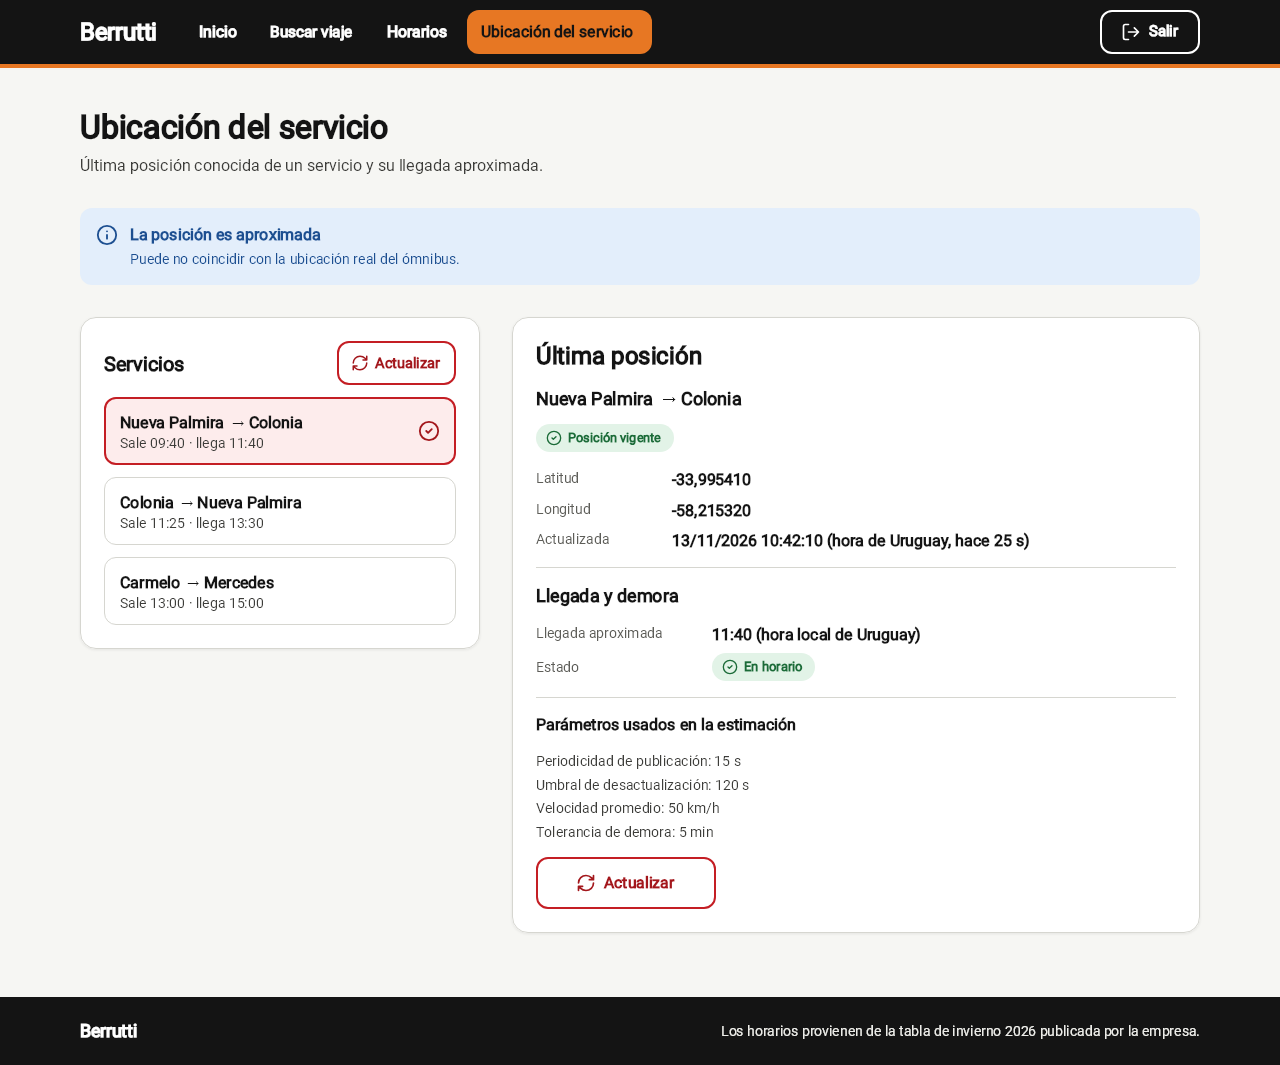 Berrutti
Inicio
Buscar viaje
Horarios
Ubicación del servicio
Salir
Ubicación del servicio
Última posición conocida de un servicio y su llegada aproximada.
La posición es aproximada
Puede no coincidir con la ubicación real del ómnibus.
Servicios
Actualizar
Nueva Palmira → Colonia
Sale 09:40 · llega 11:40
Colonia → Nueva Palmira
Sale 11:25 · llega 13:30
Carmelo → Mercedes
Sale 13:00 · llega 15:00
Última posición
Nueva Palmira → Colonia
Posición vigente
Latitud -33,995410
Longitud -58,215320
Actualizada 13/11/2026 10:42:10 (hora de Uruguay, hace 25 s)
Llegada y demora
Llegada aproximada 11:40 (hora local de Uruguay)
Estado En horario
Parámetros usados en la estimación
Periodicidad de publicación: 15 s
Umbral de desactualización: 120 s
Velocidad promedio: 50 km/h
Tolerancia de demora: 5 min
Actualizar
Berrutti
Los horarios provienen de la tabla de invierno 2026 publicada por la empresa.